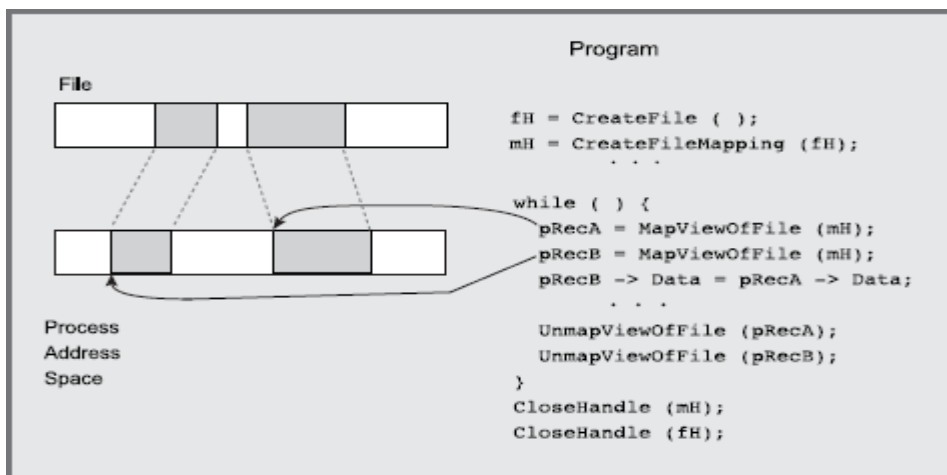 Program
File
fH = CreateFile ( );
mH = CreateFileMapping (fH);
. . .
while ( ) {
pRecA = MapViewOfFile (mH);
pRecB = MapViewOfFile (mH);
pRecB -> Data = pRecA -> Data;
. . .
UnmapViewOfFile (pRecA);
UnmapViewOfFile (pRecB);
}
CloseHandle (mH);
CloseHandle (fH);
Process
Address
Space